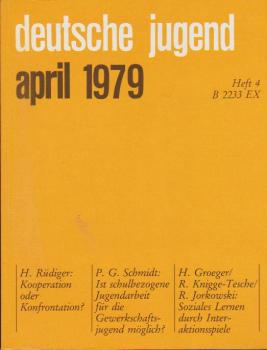 deutsche jugend
april 1979
Heft 4
B 2233 EX
H. Rüdiger:
Kooperation
oder
Konfrontation?
P. G. Schmidt:
Ist schulbezogene
Jugendarbeit
für die
Gewerkschafts-
jugend möglich?
H. Groeger/
R. Knigge-Tesche/
R. Jorkowski:
Soziales Lernen
durch Inter-
aktionsspiele